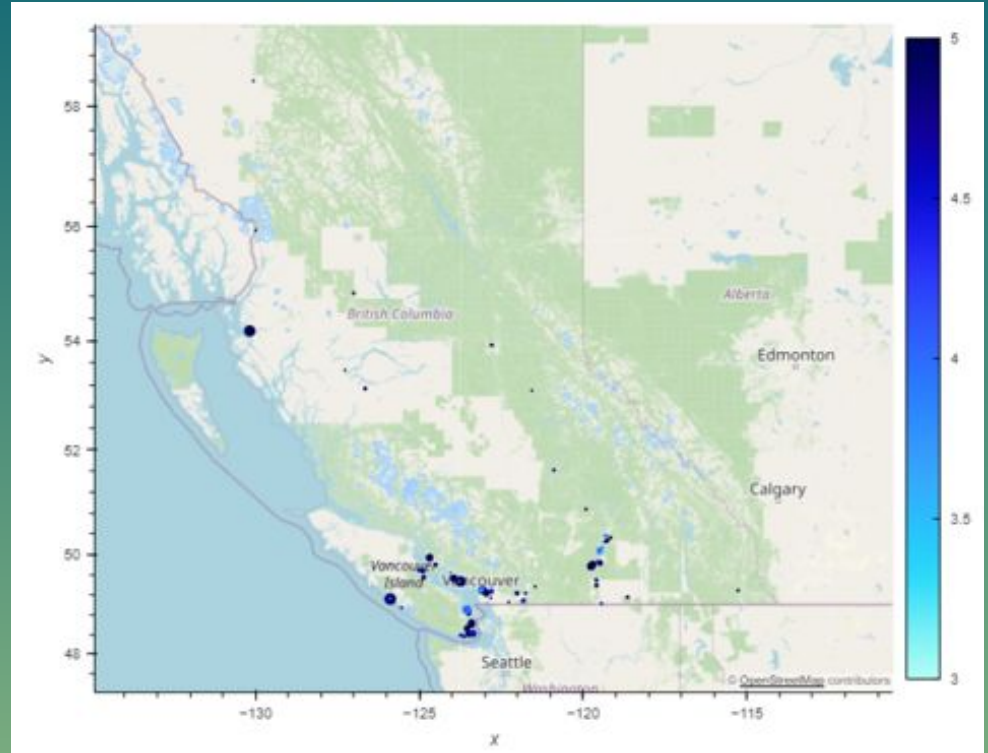 58
56
54
52
50
48
y
−130
−125
−120
−115
x
British Columbia
Alberta
Edmonton
Calgary
Vancouver
Island
Vancouver
Seattle
Washington
© OpenStreetMap contributors
5
4.5
4
3.5
3